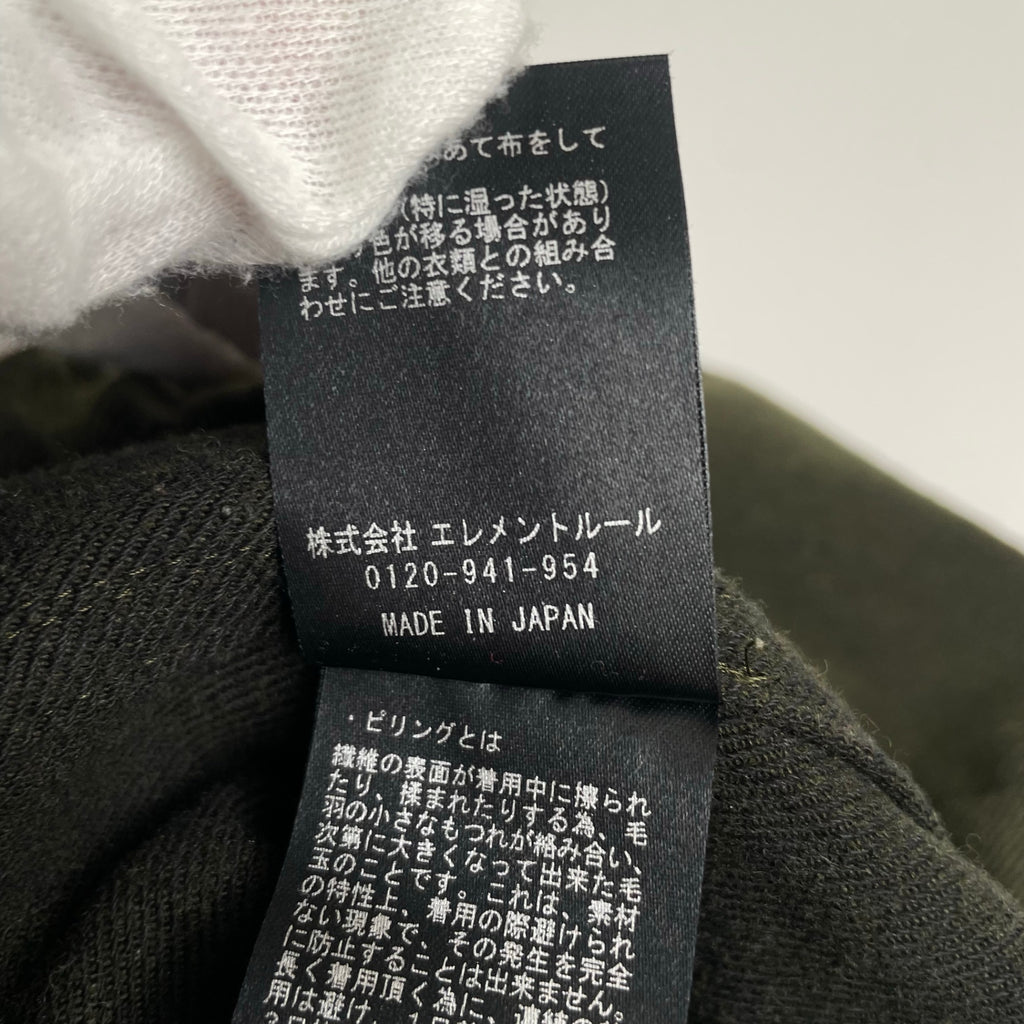 あて布をして
(特に湿った状態)
色が移る場合があり
ます。他の衣類との組み合
わせにご注意ください。
株式会社 エレメントルール
0120-941-954
MADE IN JAPAN
・ピリングとは
繊維の表面が着用中に擦られ
たり、揉まれたりする為、毛
羽の小さなもつれが絡み合い、
次第に大きくなって出来た毛
玉のことです。これは、素材
の特性上、着用の際避けられ
ない現象で、その発生を完全
に防止することは出来ません。
長く着用頂く為に、連続の
用は避け、1日